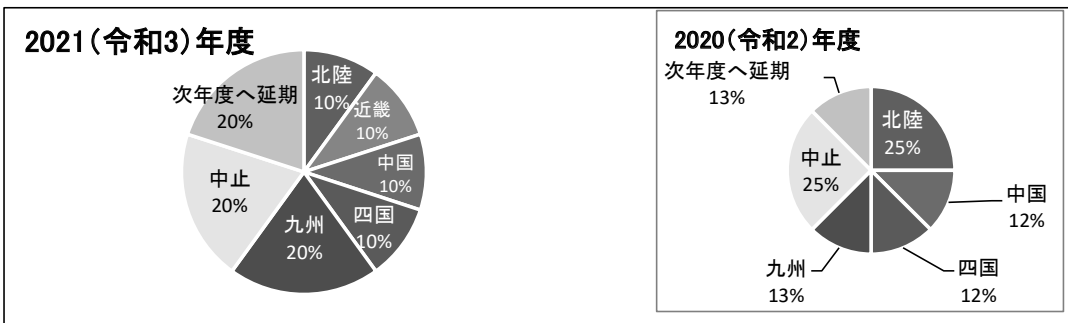 2021(令和3)年度
北陸
10%
近畿
10%
中国
10%
四国
10%
九州
20%
中止
20%
次年度へ延期
20%
2020(令和2)年度
北陸
25%
中国
12%
四国
12%
九州
13%
中止
25%
次年度へ延期
13%